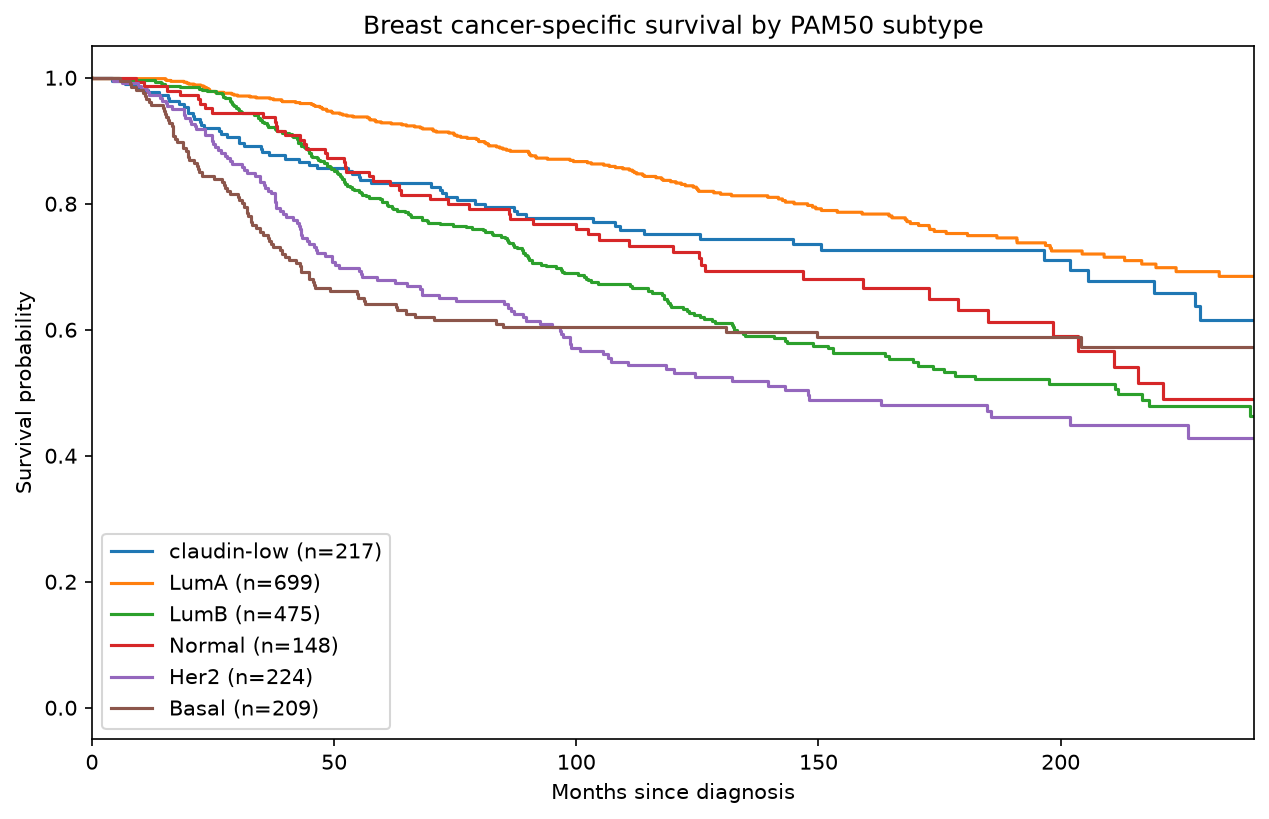 Breast cancer-specific survival by PAM50 subtype
Survival probability
1.0
0.8
0.6
0.4
0.2
0.0
claudin-low (n=217)
LumA (n=699)
LumB (n=475)
Normal (n=148)
Her2 (n=224)
Basal (n=209)
0 50 100 150 200
Months since diagnosis